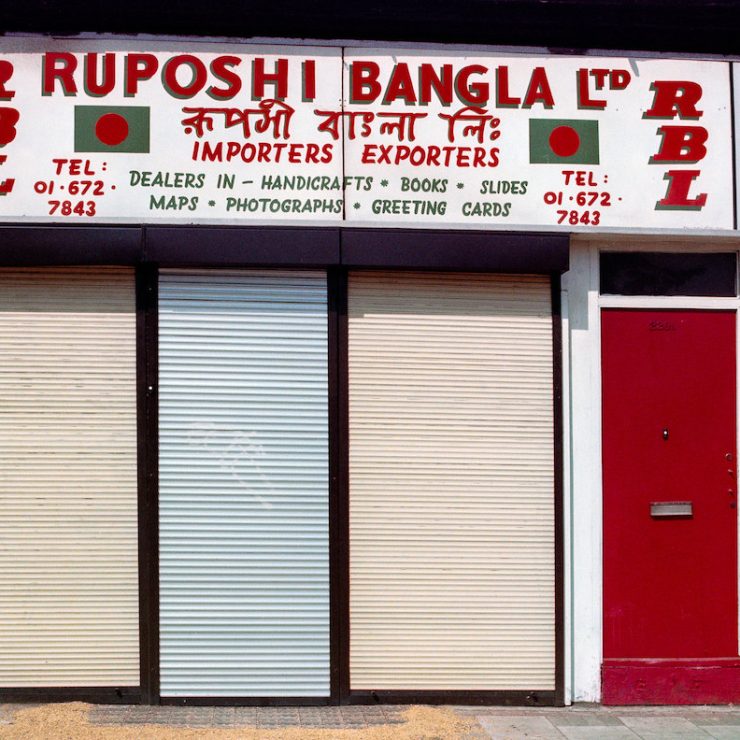 RUPOSHI BANGLA LTD
রূপসী বাংলা লিঃ
IMPORTERS EXPORTERS
DEALERS IN - HANDICRAFTS * BOOKS * SLIDES
MAPS * PHOTOGRAPHS * GREETING CARDS
TEL:
01·672·
7843
TEL:
01·672·
7843
R
B
L
R
B
L